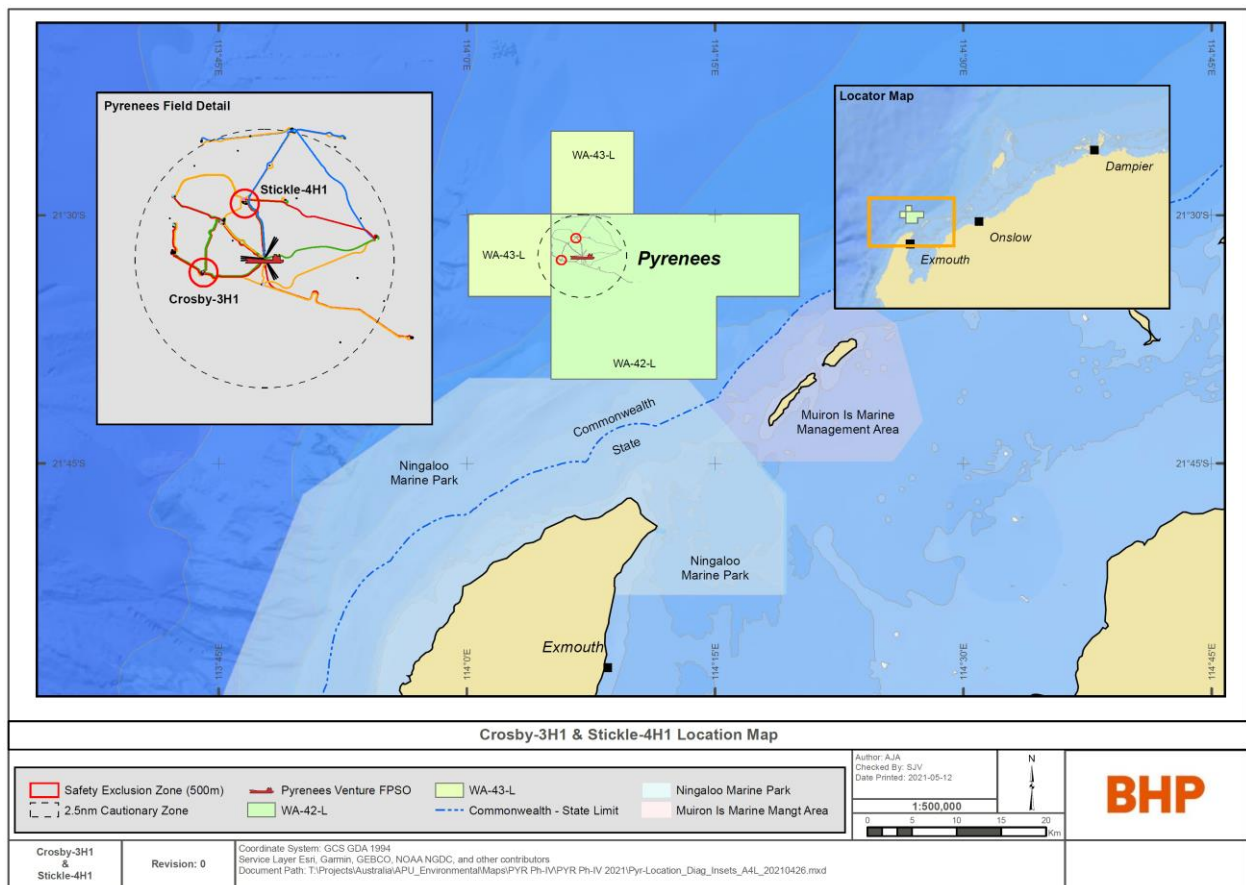 113°45'E
114°0'E
114°15'E
114°30'E
114°45'E
Pyrenees Field Detail
Stickle-4H1
Crosby-3H1
WA-43-L
WA-43-L
Pyrenees
WA-42-L
Locator Map
Dampier
Onslow
Exmouth
21°30'S
21°30'S
Commonwealth
State
Muiron Is Marine
Management Area
Ningaloo
Marine Park
21°45'S
21°45'S
Ningaloo
Marine Park
Exmouth
113°45'E
114°0'E
114°15'E
114°30'E
114°45'E
Crosby-3H1 & Stickle-4H1 Location Map
Safety Exclusion Zone (500m)
Pyrenees Venture FPSO
WA-43-L
Ningaloo Marine Park
2.5nm Cautionary Zone
WA-42-L
Commonwealth - State Limit
Muiron Is Marine Mangt Area
Author: AJA
Checked By: SJV
Date Printed: 2021-05-12
1:500,000
0 5 10 15 20
Km
N
BHP
Crosby-3H1
&
Stickle-4H1
Revision: 0
Coordinate System: GCS GDA 1994
Service Layer Esri, Garmin, GEBCO, NOAA NGDC, and other contributors
Document Path: T:\Projects\Australia\APU_Environmental\Maps\PYR Ph-IV\PYR Ph-IV 2021\Pyr-Location_Diag_Insets_A4L_20210426.mxd